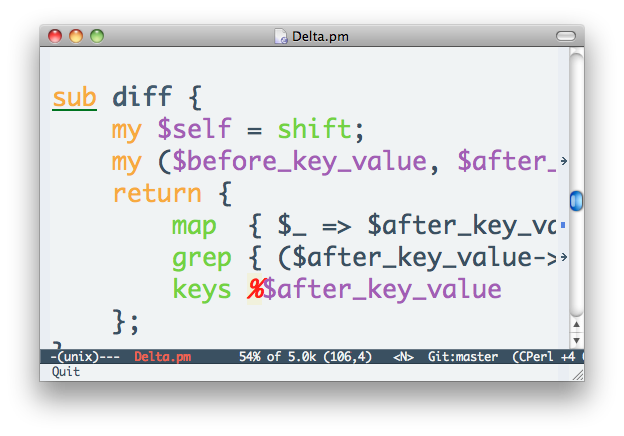 Delta.pm
sub diff {
my $self = shift;
my ($before_key_value, $after_
return {
map  { $_ => $after_key_va
grep { ($after_key_value->
keys %$after_key_value
};
}
-(unix)---  Delta.pm      54% of 5.0k (106,4)   <N>  Git:master  (CPerl +4
Quit